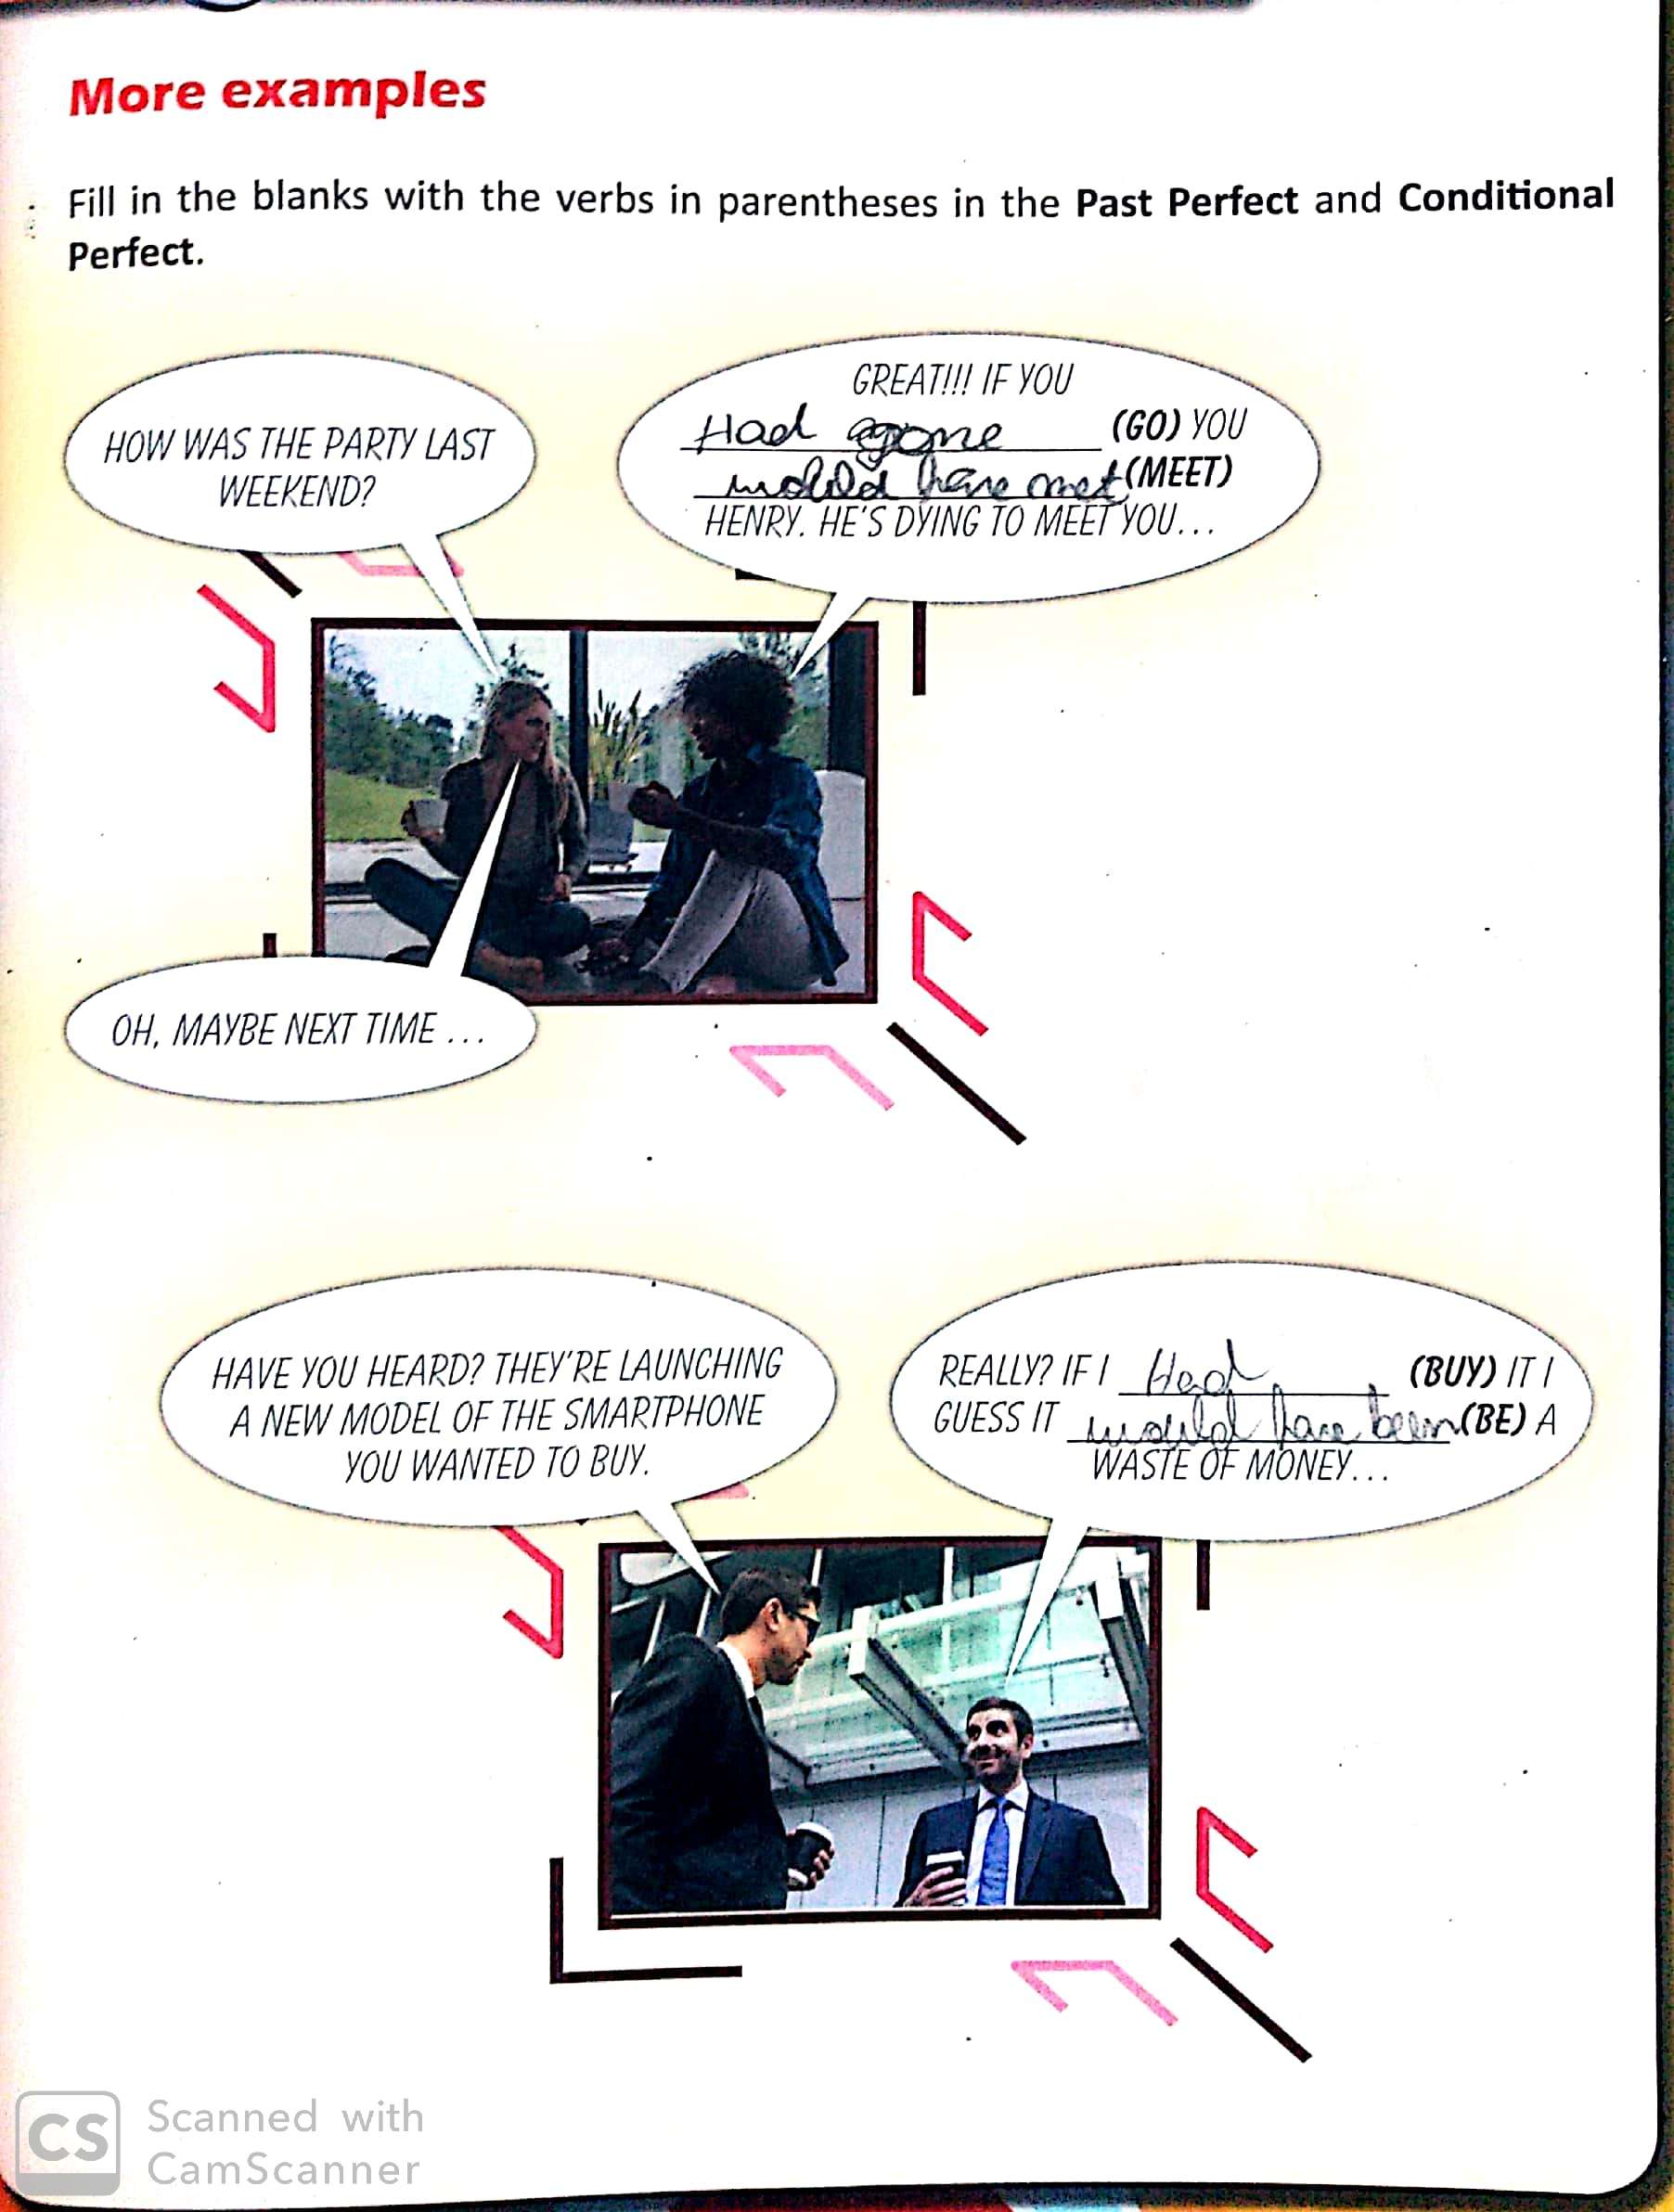 More examples
Fill in the blanks with the verbs in parentheses in the Past Perfect and Conditional
Perfect.
HOW WAS THE PARTY LAST
WEEKEND?
GREAT!!! IF YOU
Had gone (GO) YOU
would have met (MEET)
HENRY. HE'S DYING TO MEET YOU...
OH, MAYBE NEXT TIME ...
HAVE YOU HEARD? THEY'RE LAUNCHING
A NEW MODEL OF THE SMARTPHONE
YOU WANTED TO BUY.
REALLY? IF I Had (BUY) IT I
GUESS IT would have been (BE) A
WASTE OF MONEY...
CS
Scanned with
CamScanner